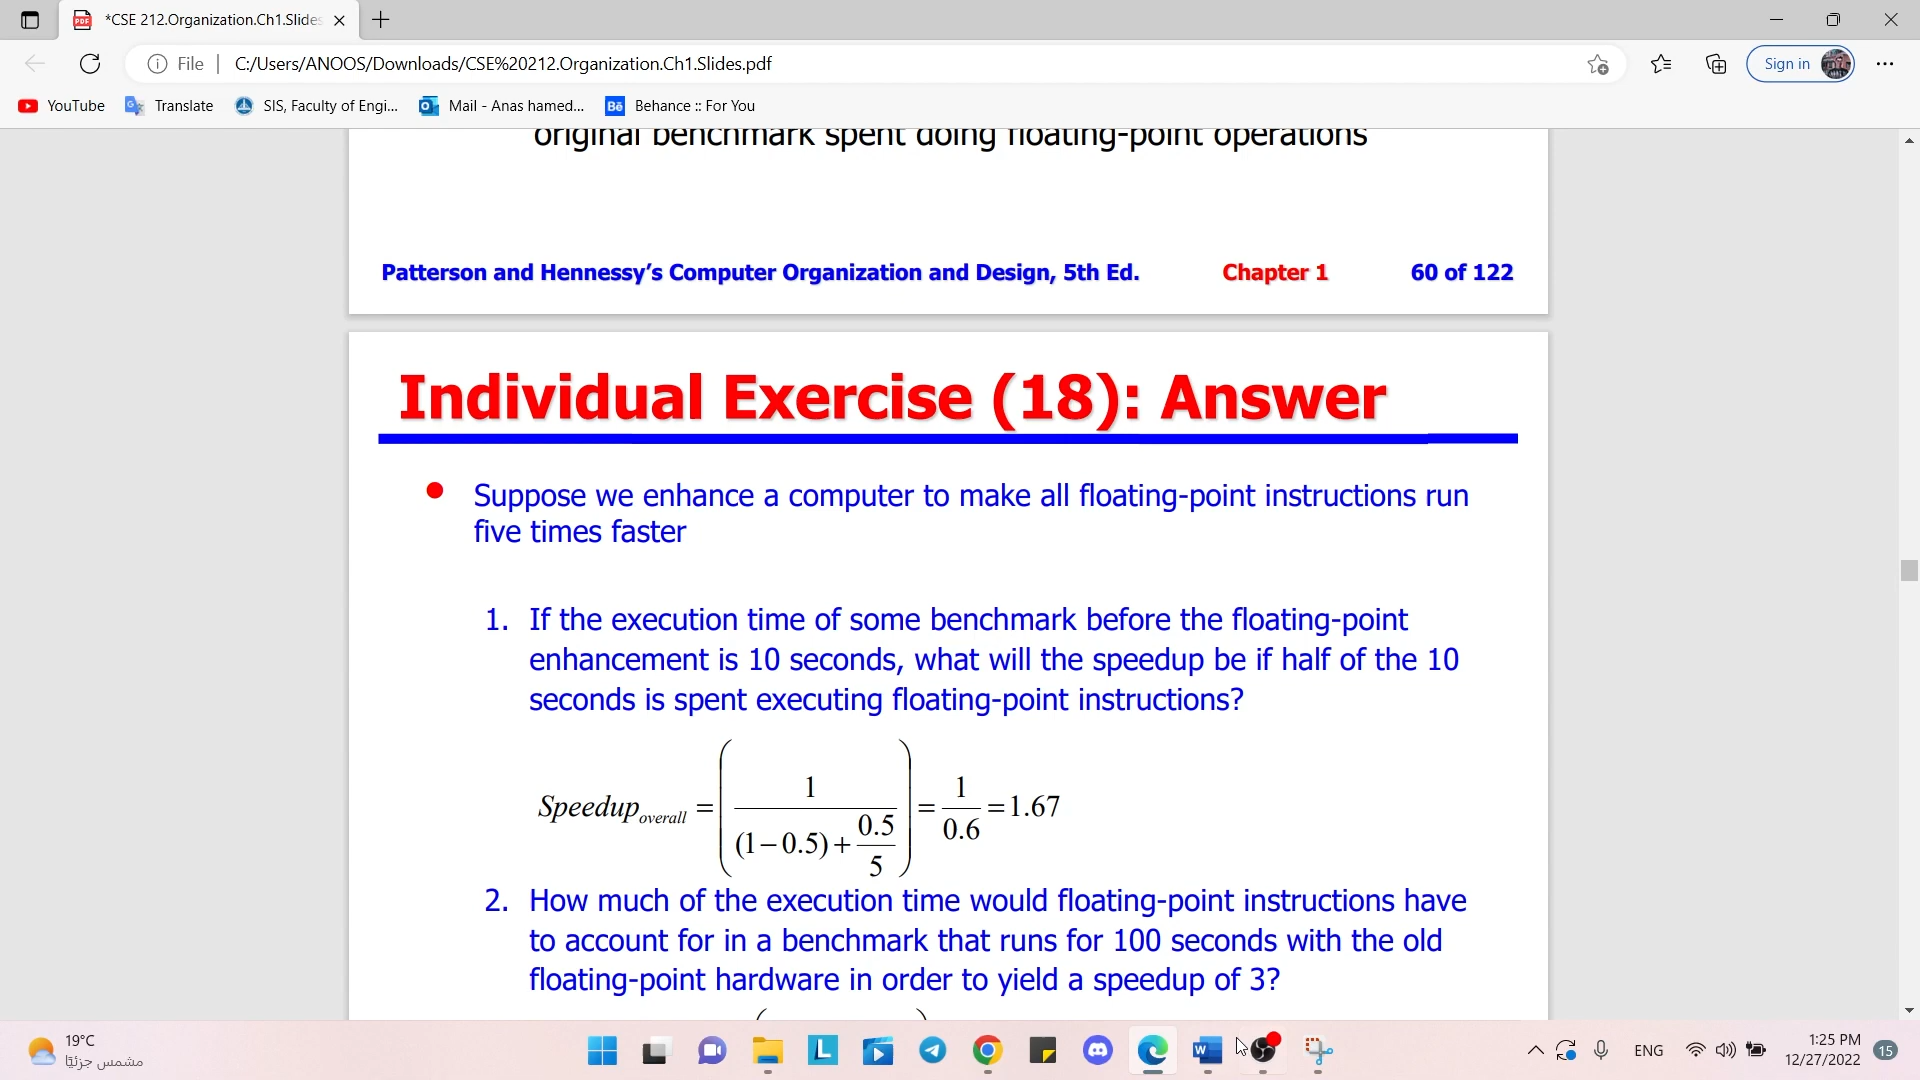 *CSE 212.Organization.Ch1.Slides
File
C:/Users/ANOOS/Downloads/CSE%20212.Organization.Ch1.Slides.pdf
Sign in
YouTube
Translate
SIS, Faculty of Engi...
Mail - Anas hamed...
Behance :: For You
original benchmark spent doing floating-point operations
Patterson and Hennessy's Computer Organization and Design, 5th Ed. Chapter 1 60 of 122
Individual Exercise (18): Answer
Suppose we enhance a computer to make all floating-point instructions run
five times faster
1. If the execution time of some benchmark before the floating-point
enhancement is 10 seconds, what will the speedup be if half of the 10
seconds is spent executing floating-point instructions?
Speedup_overall = ( 1 / ((1 – 0.5) + 0.5 / 5) ) = 1 / 0.6 = 1.67
2. How much of the execution time would floating-point instructions have
to account for in a benchmark that runs for 100 seconds with the old
floating-point hardware in order to yield a speedup of 3?
19°C
مشمس جزئيًا
ENG
1:25 PM
12/27/2022
15